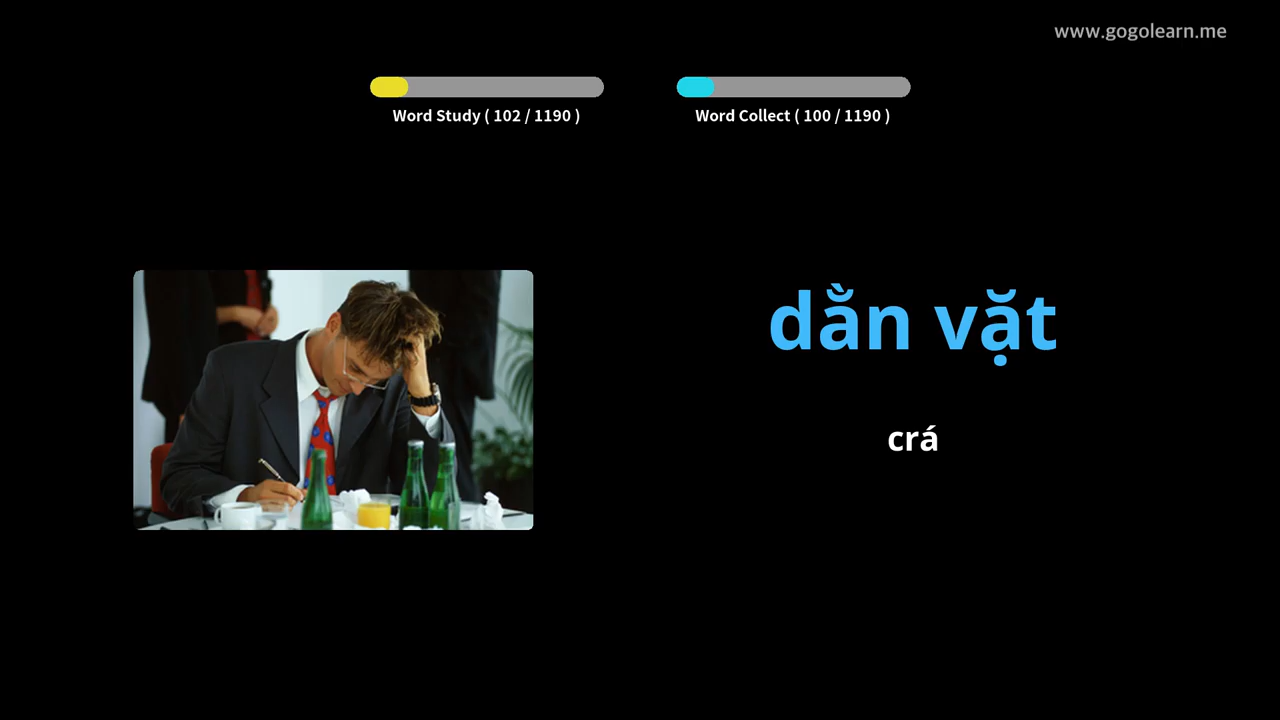 www.gogolearn.me
Word Study ( 102 / 1190 )
Word Collect ( 100 / 1190 )
dằn vặt
crá